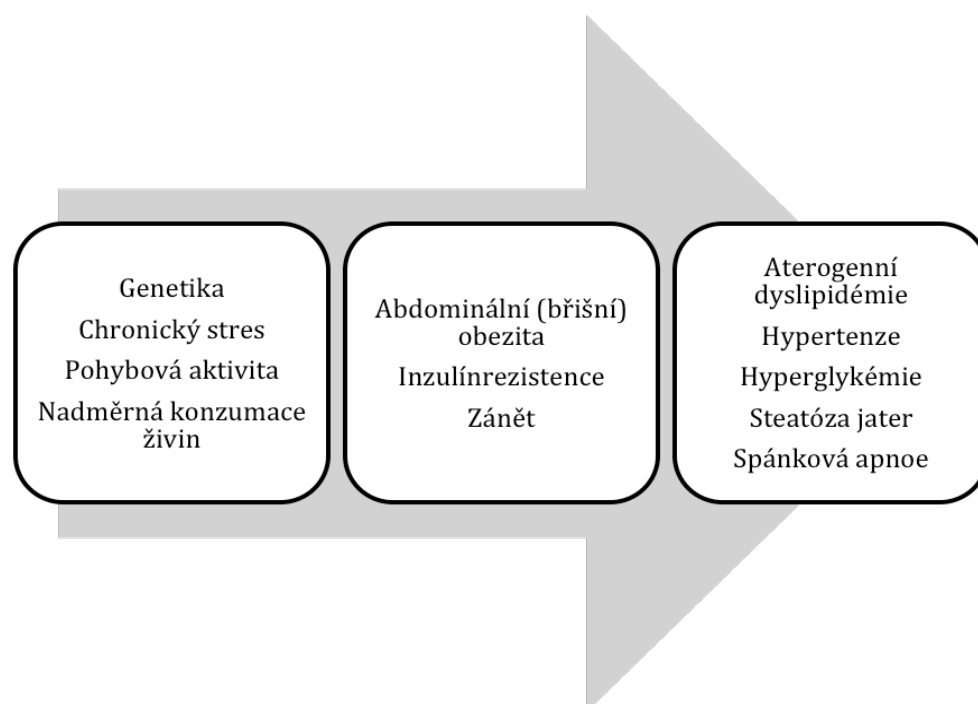 Genetika
Chronický stres
Pohybová aktivita
Nadměrná konzumace
živin
Abdominální (břišní)
obezita
Inzulínrezistence
Zánět
Aterogenní
dyslipidémie
Hypertenze
Hyperglykémie
Steatóza jater
Spánková apnoe